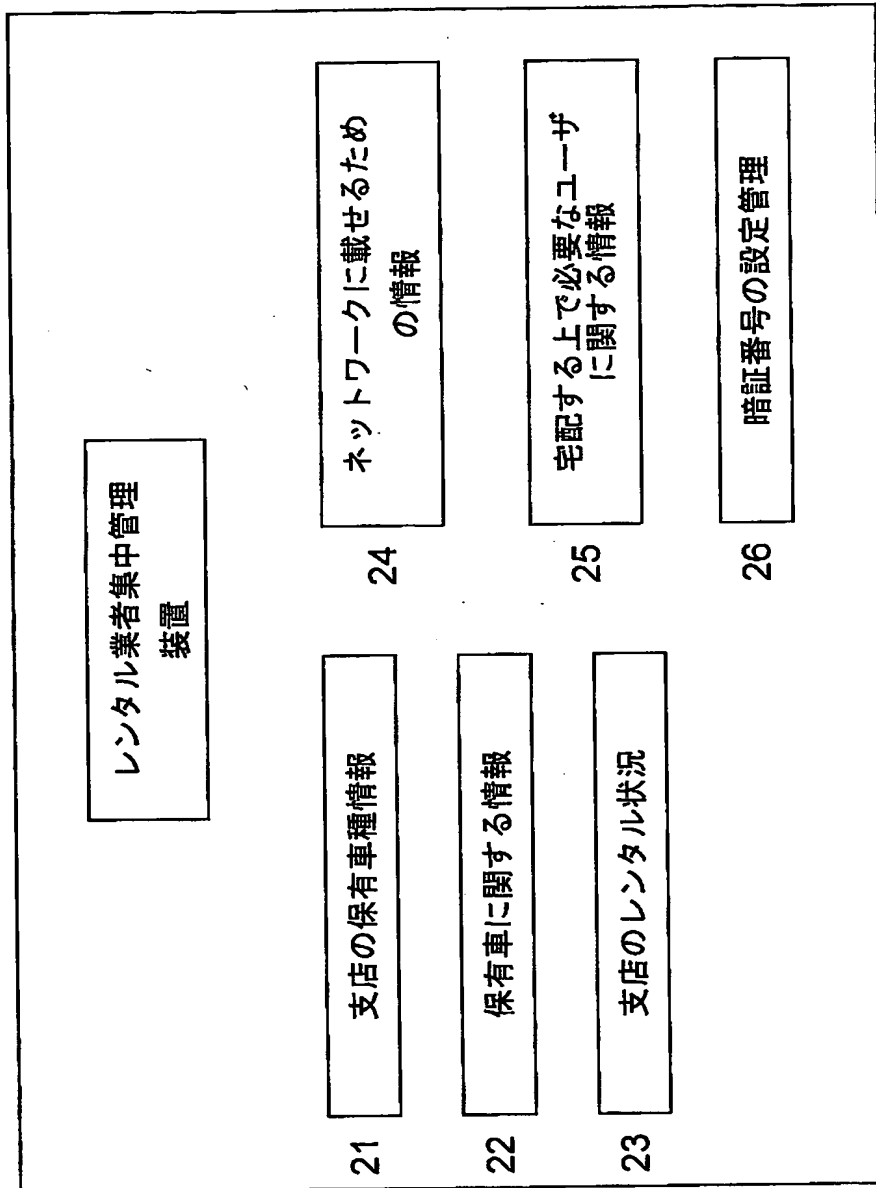 レンタル業者集中管理
装置
21 支店の保有車種情報
22 保有車に関する情報
23 支店のレンタル状況
24 ネットワークに載せるため
の情報
25 宅配する上で必要なユーザ
に関する情報
26 暗証番号の設定管理